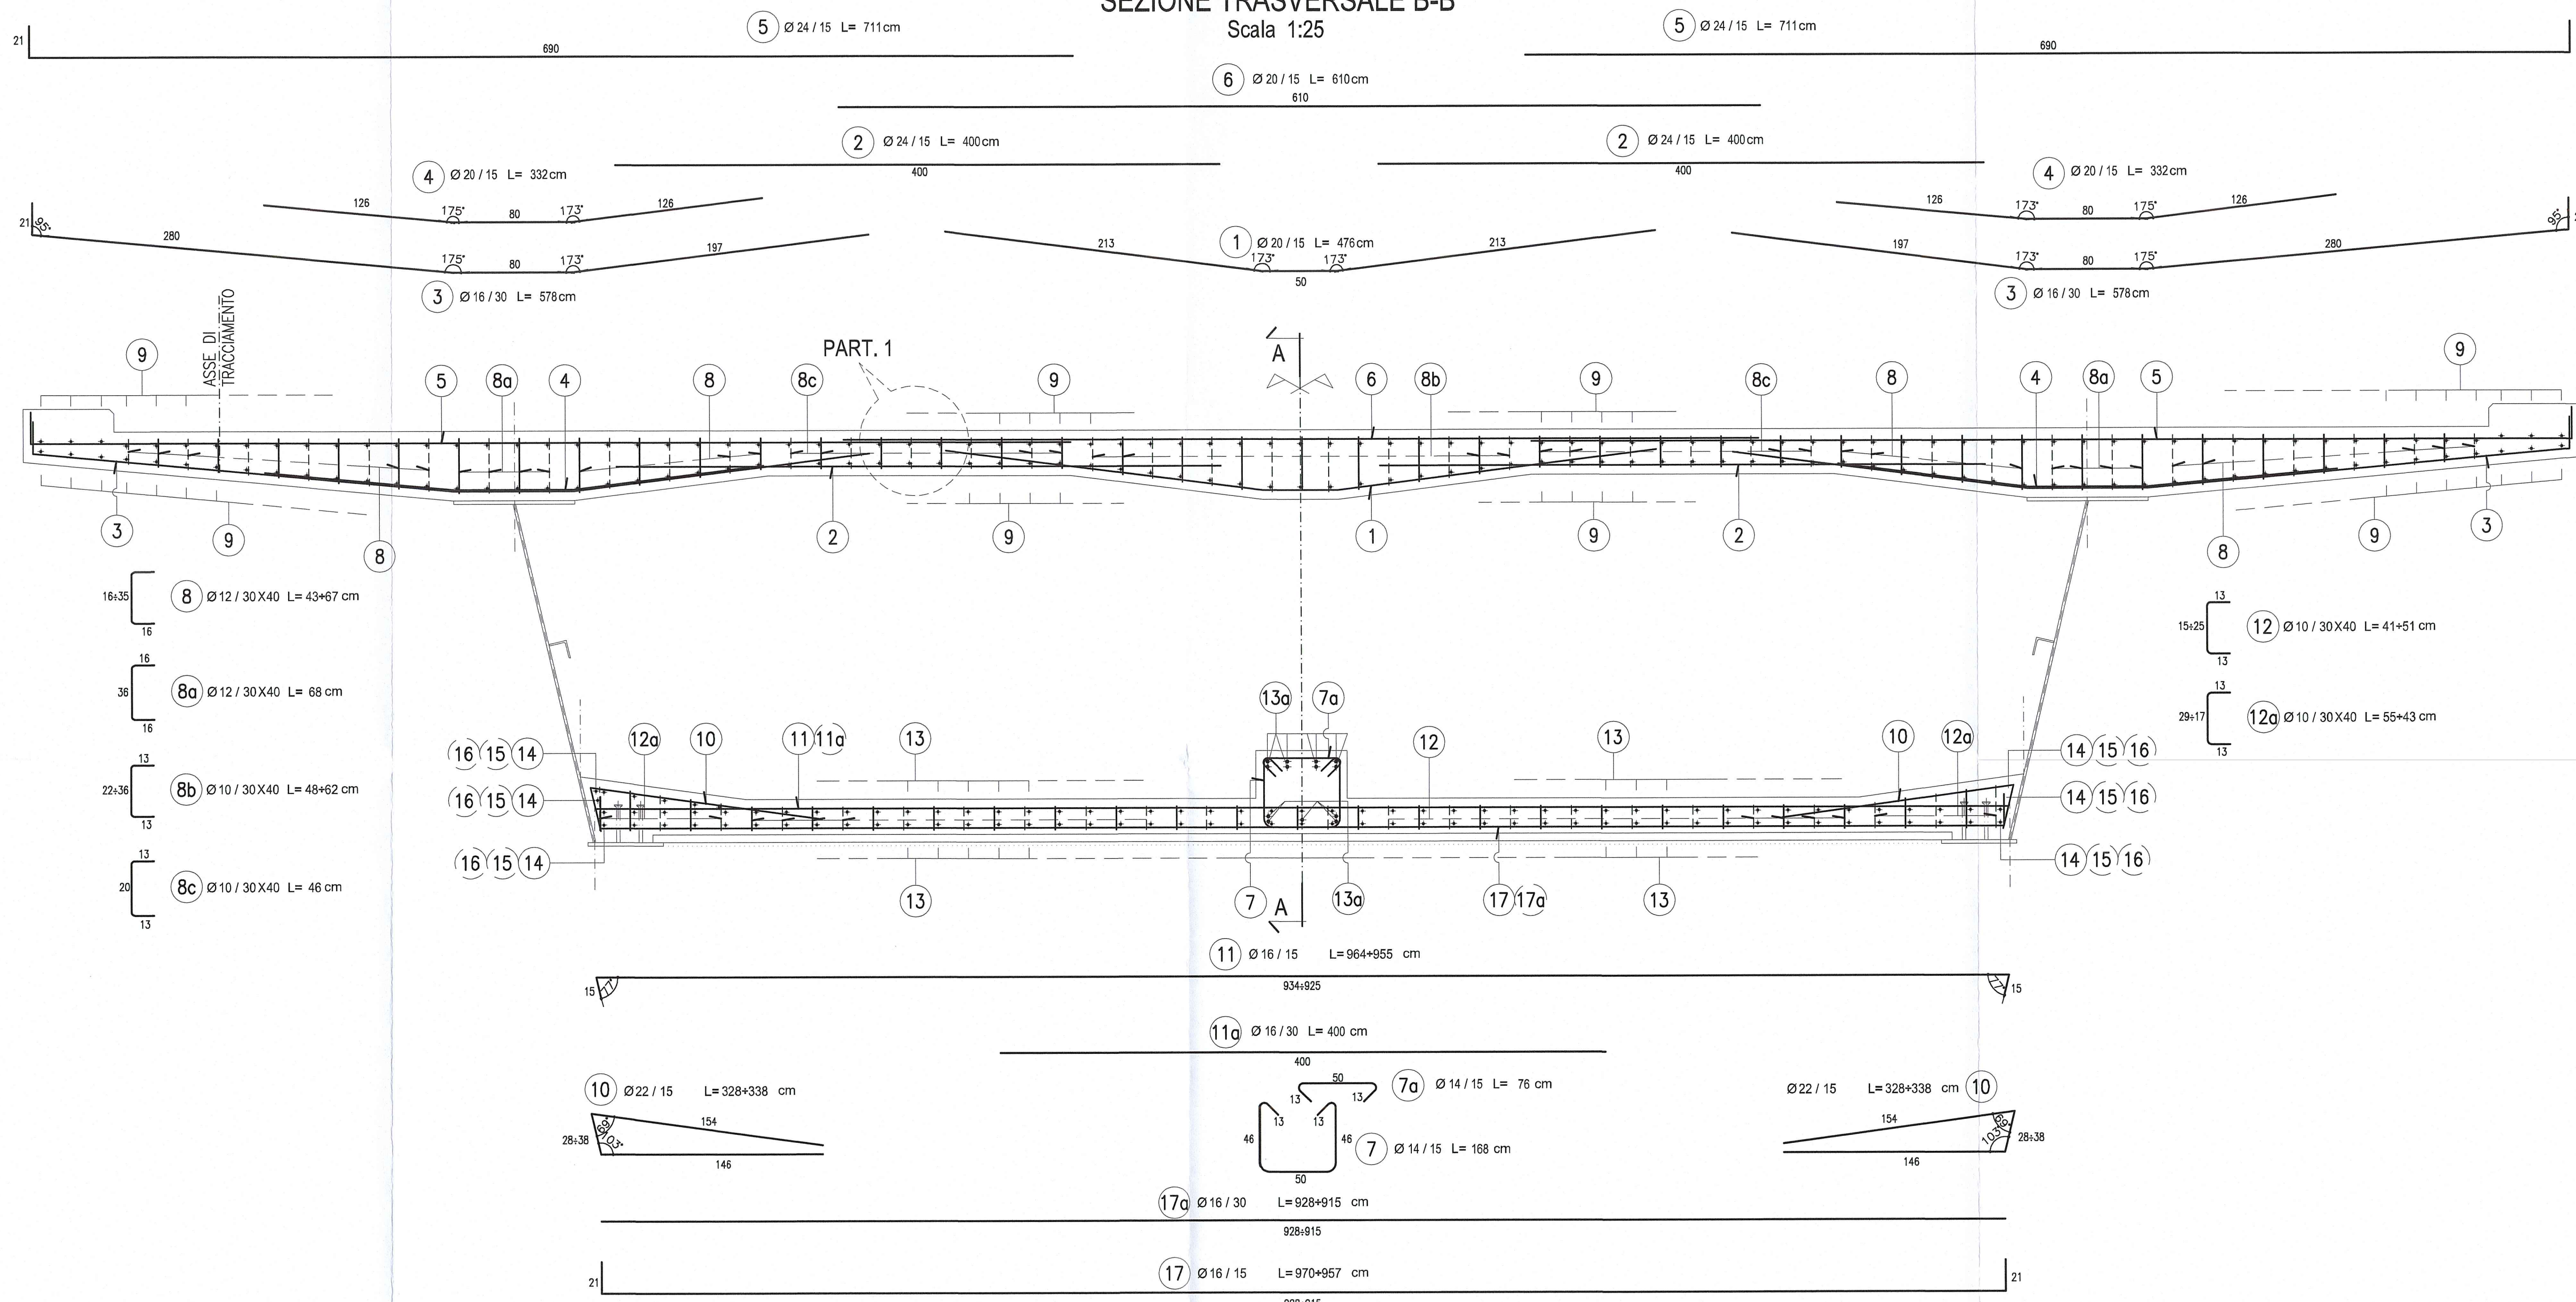 SEZIONE TRASVERSALE B-B
Scala 1:25
5 Ø 24 / 15 L= 711cm
5 Ø 24 / 15 L= 711cm
21 690
690
6 Ø 20 / 15 L= 610cm
610
2 Ø 24 / 15 L= 400cm
2 Ø 24 / 15 L= 400cm
400
400
4 Ø 20 / 15 L= 332cm
4 Ø 20 / 15 L= 332cm
126 175° 80 173° 126
126 173° 80 175° 126
21 95° 280 175° 80 173° 197
1 Ø 20 / 15 L= 476cm
213 173° 173° 213
50
197 173° 80 175° 280 95°
3 Ø 16 / 30 L= 578cm
3 Ø 16 / 30 L= 578cm
ASSE DI
TRACCIAMENTO
PART. 1
A
9 5 8a 4 8 8c 9 6 8b 9 8c 8 4 8a 5 9
3 9 8 2 9 1 9 2 8 9 3
16÷35 8 Ø 12 / 30X40 L= 43÷67 cm
16
16
36 8a Ø 12 / 30X40 L= 68 cm
16
13
22÷36 8b Ø 10 / 30X40 L= 48÷62 cm
13
13
20 8c Ø 10 / 30X40 L= 46 cm
13
13
15÷25 12 Ø 10 / 30X40 L= 41÷51 cm
13
13
29÷17 12a Ø 10 / 30X40 L= 55÷43 cm
13
13a 7a
16 15 14 12a 10 11 11a 13 12 13 10 12a 14 15 16
16 15 14
14 15 16
16 15 14
14 15 16
13 7 A 13a 17 17a 13
11 Ø 16 / 15 L= 964÷955 cm
15 77° 934÷925 77° 15
11a Ø 16 / 30 L= 400 cm
400
10 Ø 22 / 15 L= 328÷338 cm
28÷38 69° 103° 154
146
50
13 13
7a Ø 14 / 15 L= 76 cm
13 13
46 46
50
7 Ø 14 / 15 L= 168 cm
Ø 22 / 15 L= 328÷338 cm 10
154 69° 103° 28÷38
146
17a Ø 16 / 30 L= 928÷915 cm
928÷915
17 Ø 16 / 15 L= 970÷957 cm
21 21